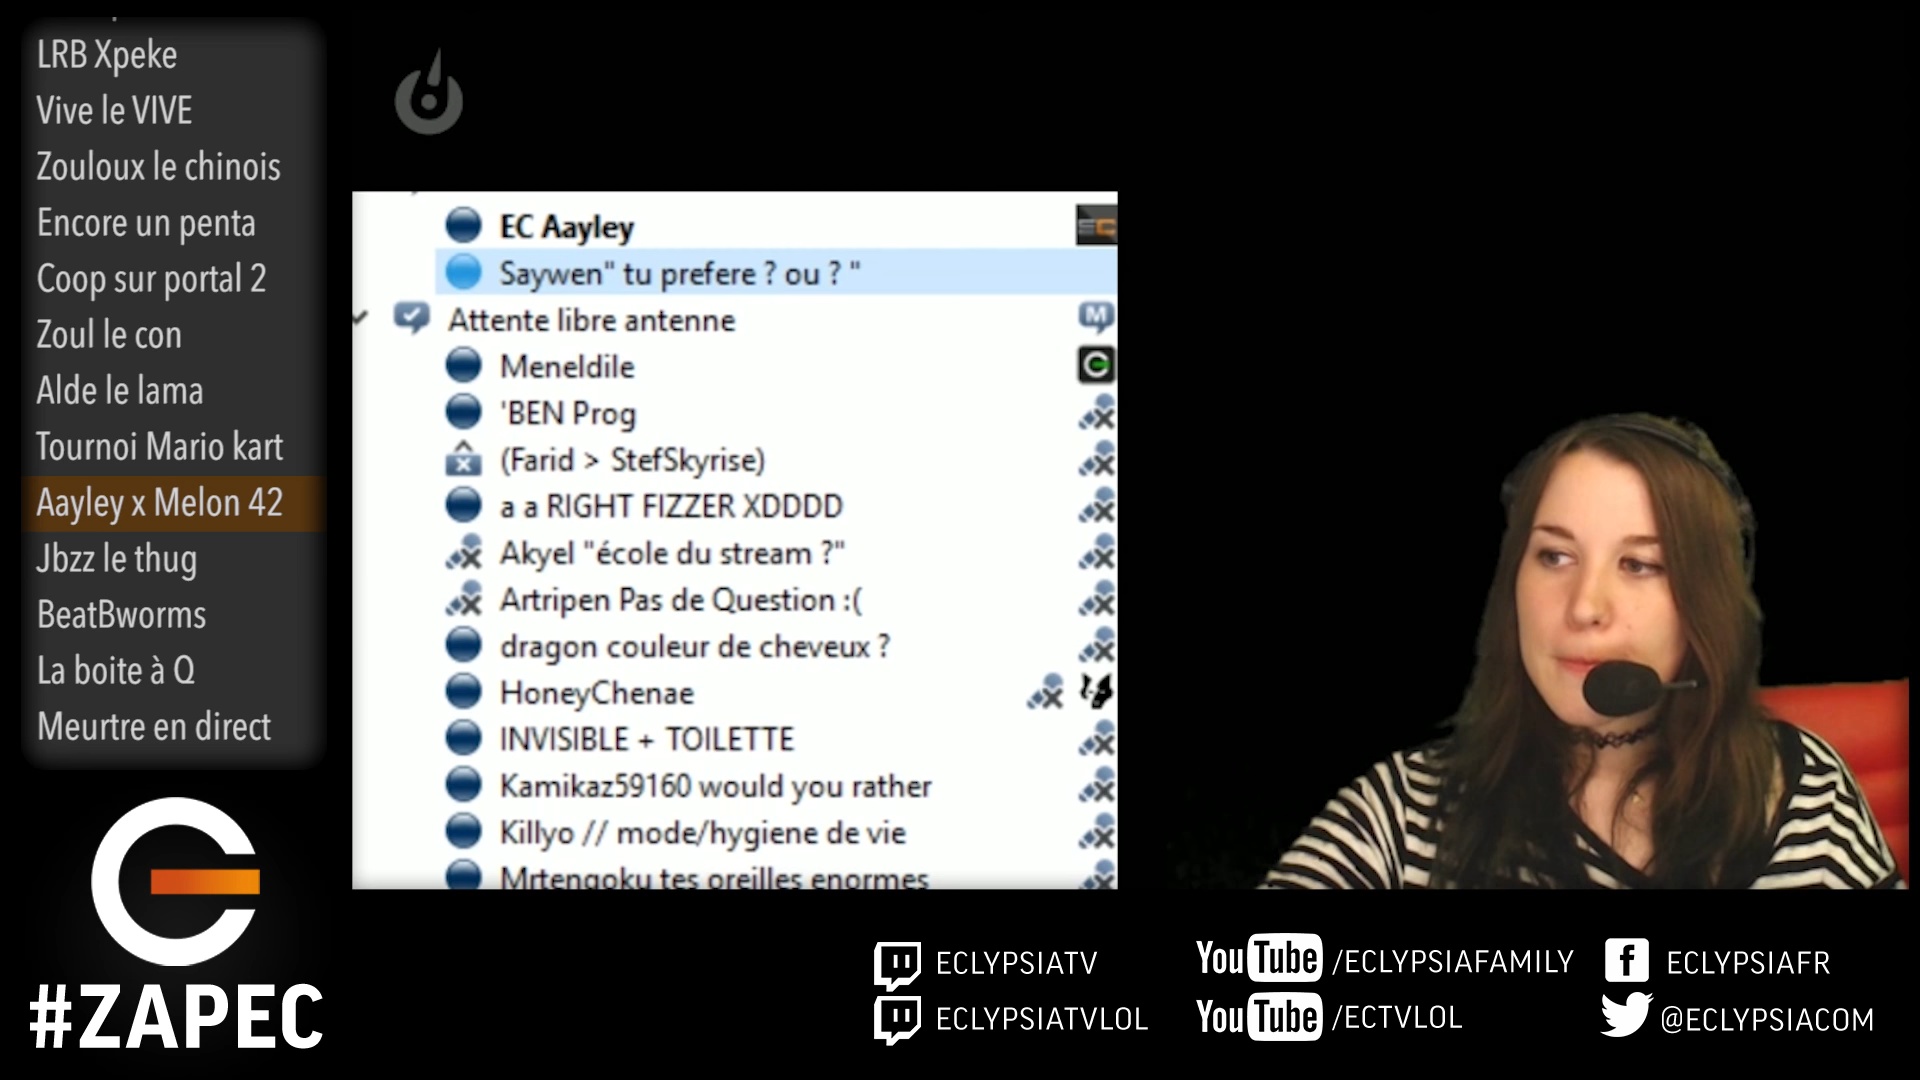 LRB Xpeke
Vive le VIVE
Zouloux le chinois
Encore un penta
Coop sur portal 2
Zoul le con
Alde le lama
Tournoi Mario kart
Aayley x Melon 42
Jbzz le thug
BeatBworms
La boite à Q
Meurtre en direct
#ZAPEC
EC Aayley
Saywen" tu prefere ? ou ? "
Attente libre antenne
M
Meneldile
'BEN Prog
(Farid > StefSkyrise)
a a RIGHT FIZZER XDDDD
Akyel "école du stream ?"
Artripen Pas de Question :(
dragon couleur de cheveux ?
HoneyChenae
INVISIBLE + TOILETTE
Kamikaz59160 would you rather
Killyo // mode/hygiene de vie
Mrtengoku tes oreilles enormes
ECLYPSIATV
YouTube /ECLYPSIAFAMILY
f ECLYPSIAFR
ECLYPSIATVLOL
YouTube /ECTVLOL
@ECLYPSIACOM